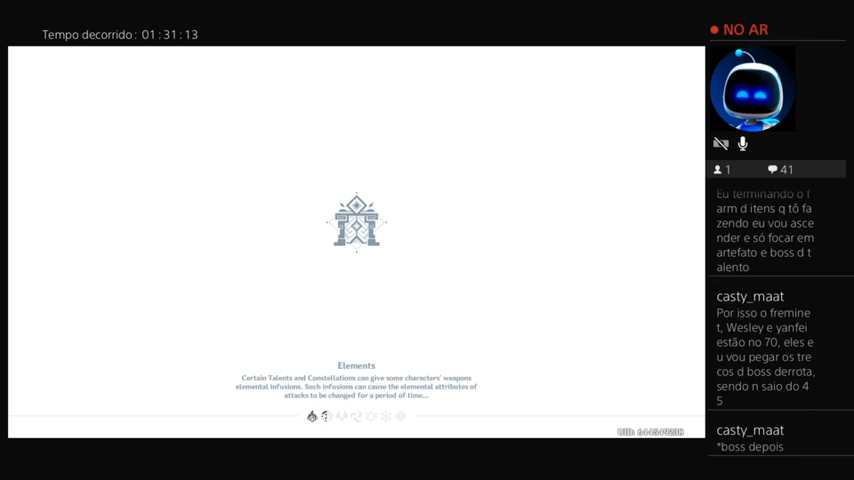 Tempo decorrido: 01:31:13
NO AR
1
41
Eu terminando o f
arm d itens q tô fa
zendo eu vou asce
nder e só focar em
artefato e boss d t
alento
casty_maat
Por isso o fremine
t, Wesley e yanfei
estão no 70, eles e
u vou pegar os tre
cos d boss derrota,
sendo n saio do 4
5
casty_maat
*boss depois
Elements
Certain Talents and Constellations can give some characters' weapons
elemental infusions. Such infusions can cause the elemental attributes of
attacks to be changed for a period of time...
UID: 644549238